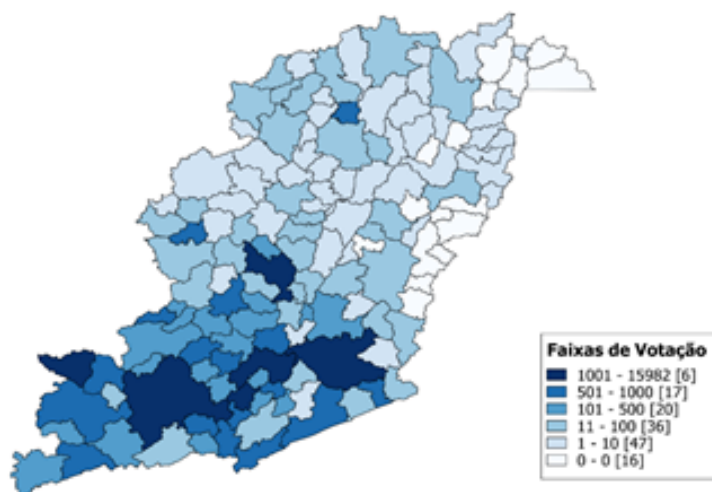 Faixas de Votação
1001 - 15982 [6]
501 - 1000 [17]
101 - 500 [20]
11 - 100 [36]
1 - 10 [47]
0 - 0 [16]